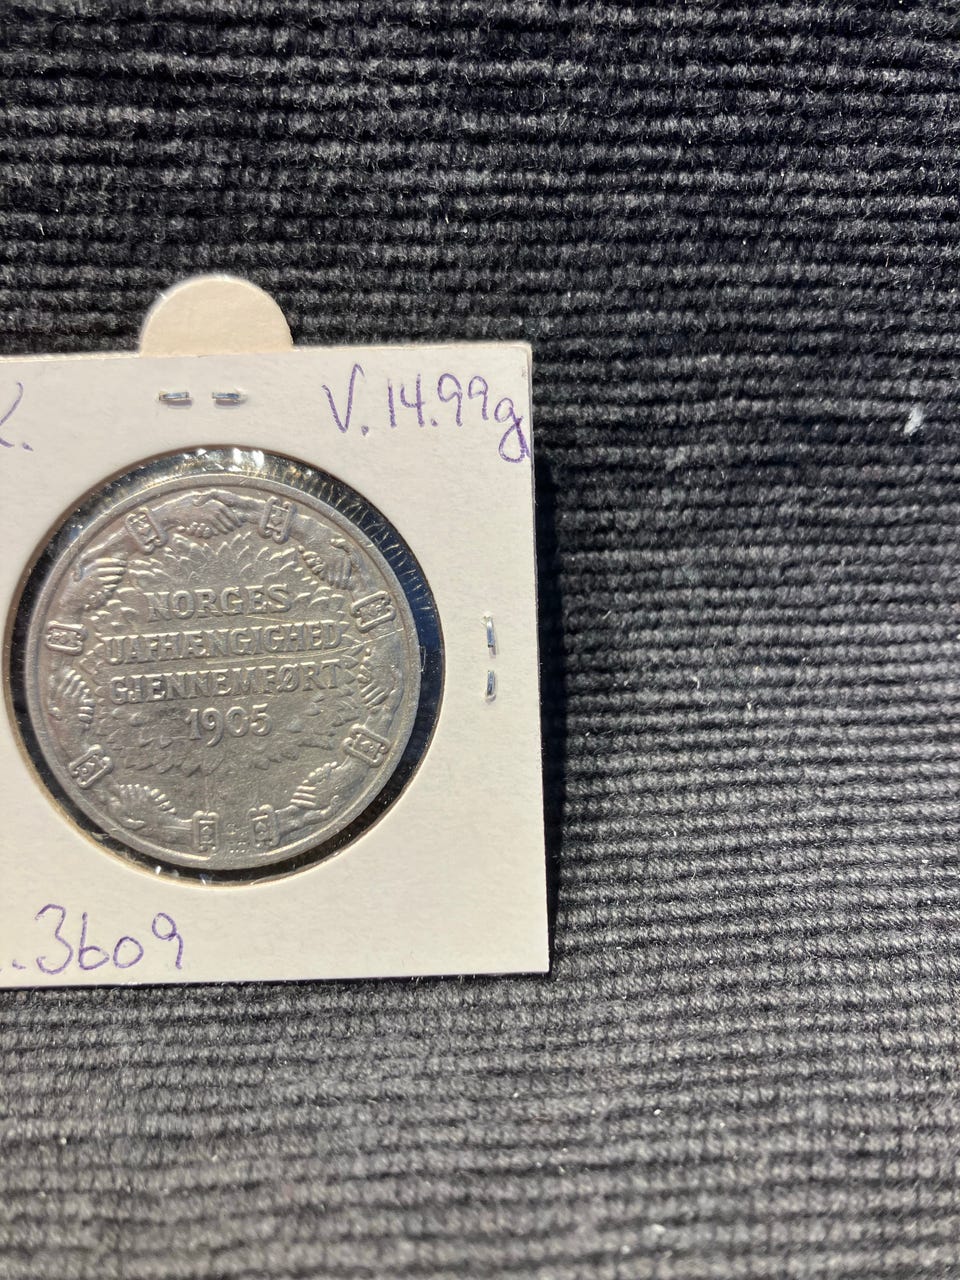 V. 14.99g
NORGES
UAFHÆNGIGHED
GJENNEMFØRT
1905
.3609